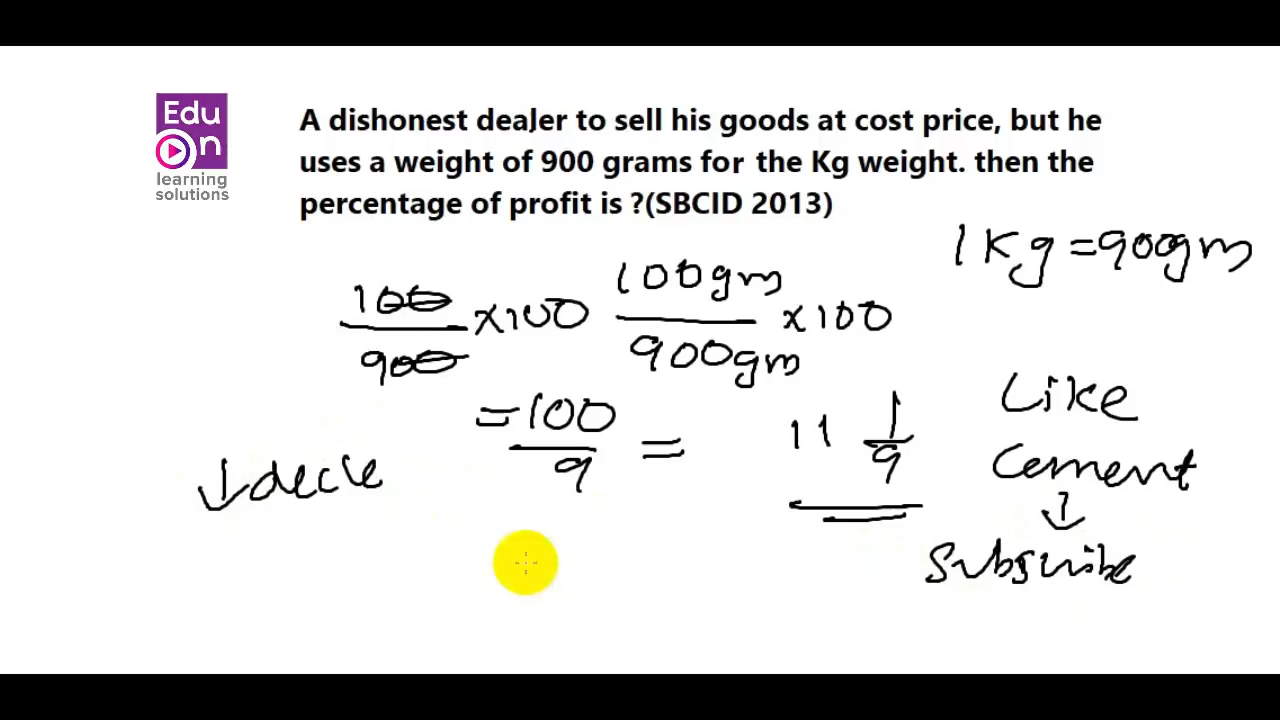 Edu
On
learning
solutions
A dishonest dealer to sell his goods at cost price, but he
uses a weight of 900 grams for the Kg weight. then the
percentage of profit is ?(SBCID 2013)
1 Kg = 900gm
100/900 x100 100gm/900gm x100
= 100/9 = 11 1/9
Like
Cement
↓
Subscribe